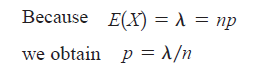 Because E(X) = λ = np
we obtain p = λ/n